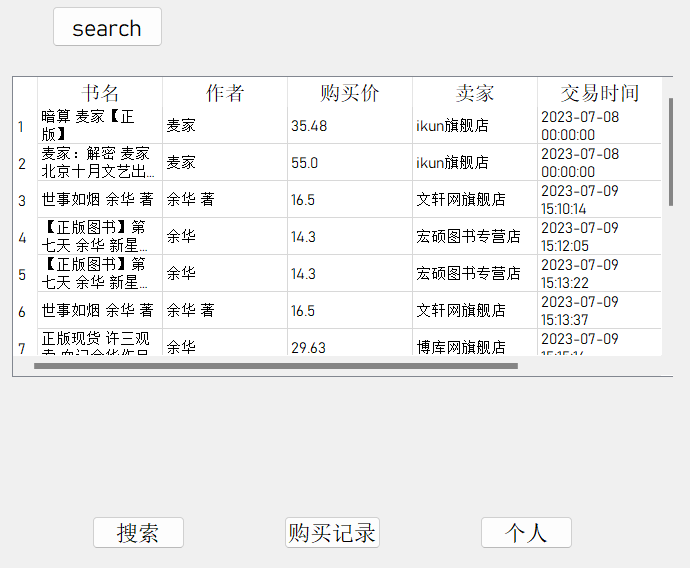 search
书名 作者 购买价 卖家 交易时间
1 暗算 麦家【正版】 麦家 35.48 ikun旗舰店 2023-07-08 00:00:00
2 麦家：解密 麦家 北京十月文艺出... 麦家 55.0 ikun旗舰店 2023-07-08 00:00:00
3 世事如烟 余华 著 余华 著 16.5 文轩网旗舰店 2023-07-09 15:10:14
4 【正版图书】第七天 余华 新星... 余华 14.3 宏硕图书专营店 2023-07-09 15:12:05
5 【正版图书】第七天 余华 新星... 余华 14.3 宏硕图书专营店 2023-07-09 15:13:22
6 世事如烟 余华 著 余华 著 16.5 文轩网旗舰店 2023-07-09 15:13:37
7 正版现货 许三观 余华 29.63 博库网旗舰店 2023-07-09
搜索 购买记录 个人